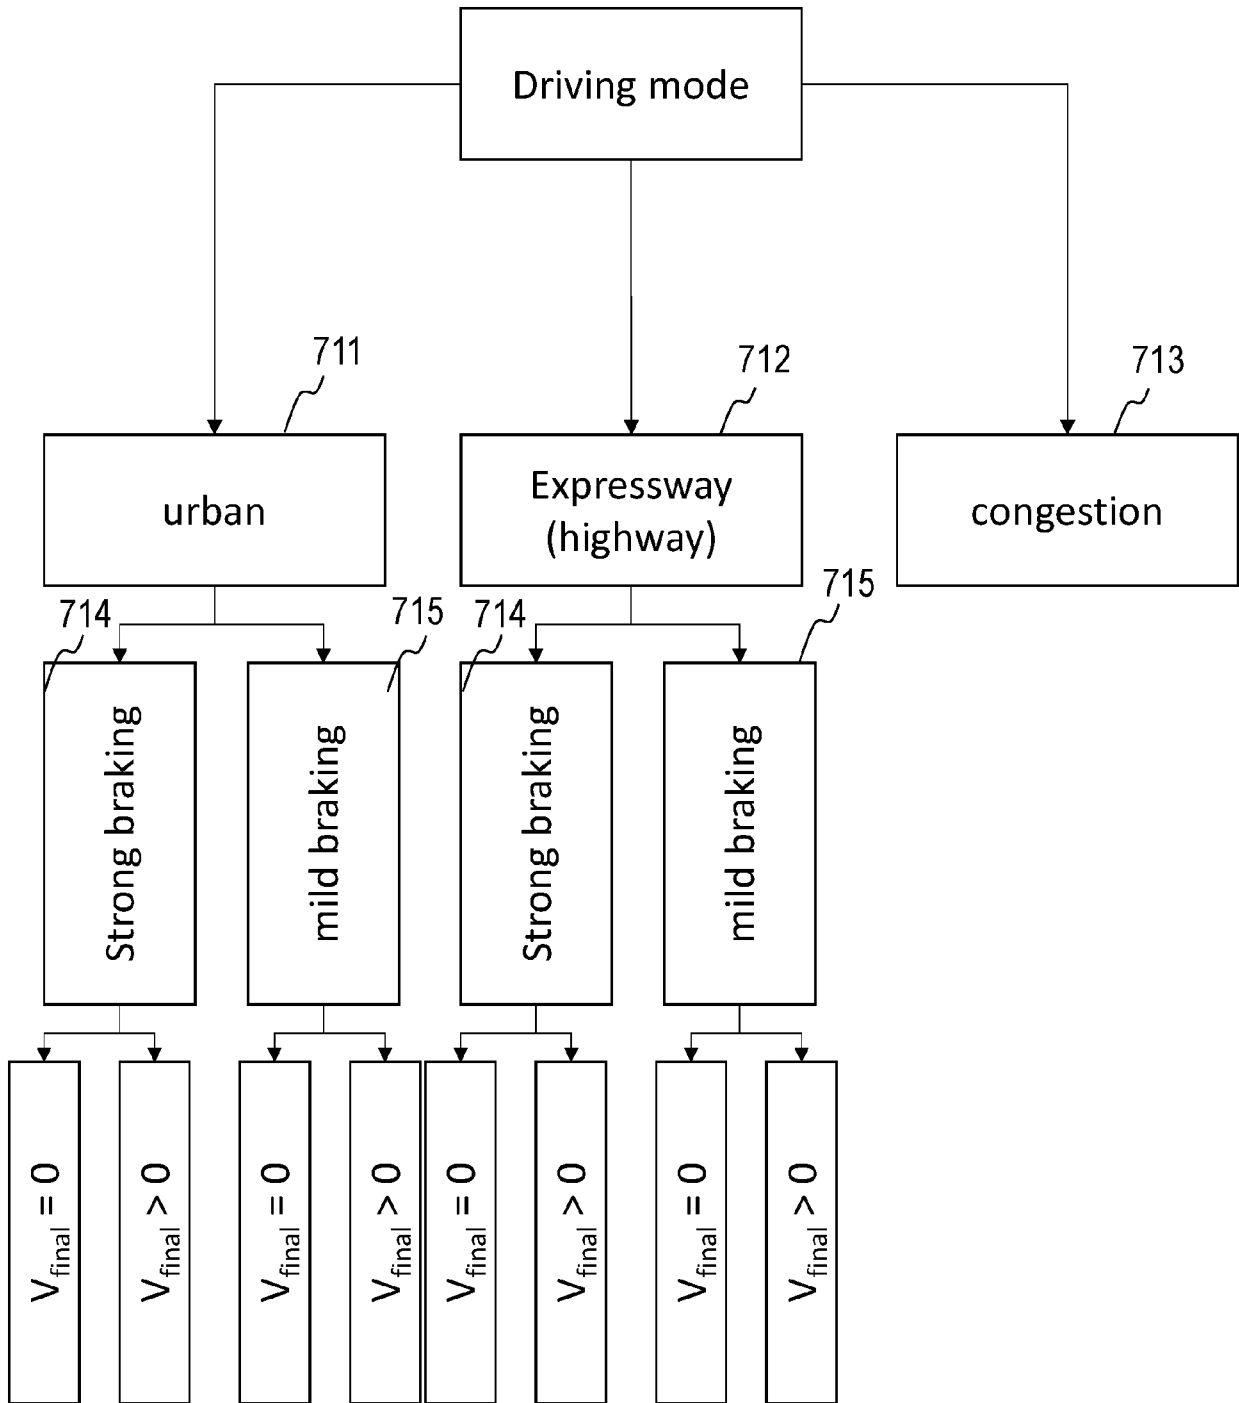 Driving mode
711
712
713
urban
Expressway
(highway)
congestion
714
715
714
715
Strong braking
mild braking
Strong braking
mild braking
Vfinal = 0
Vfinal > 0
Vfinal = 0
Vfinal > 0
Vfinal = 0
Vfinal > 0
Vfinal = 0
Vfinal > 0